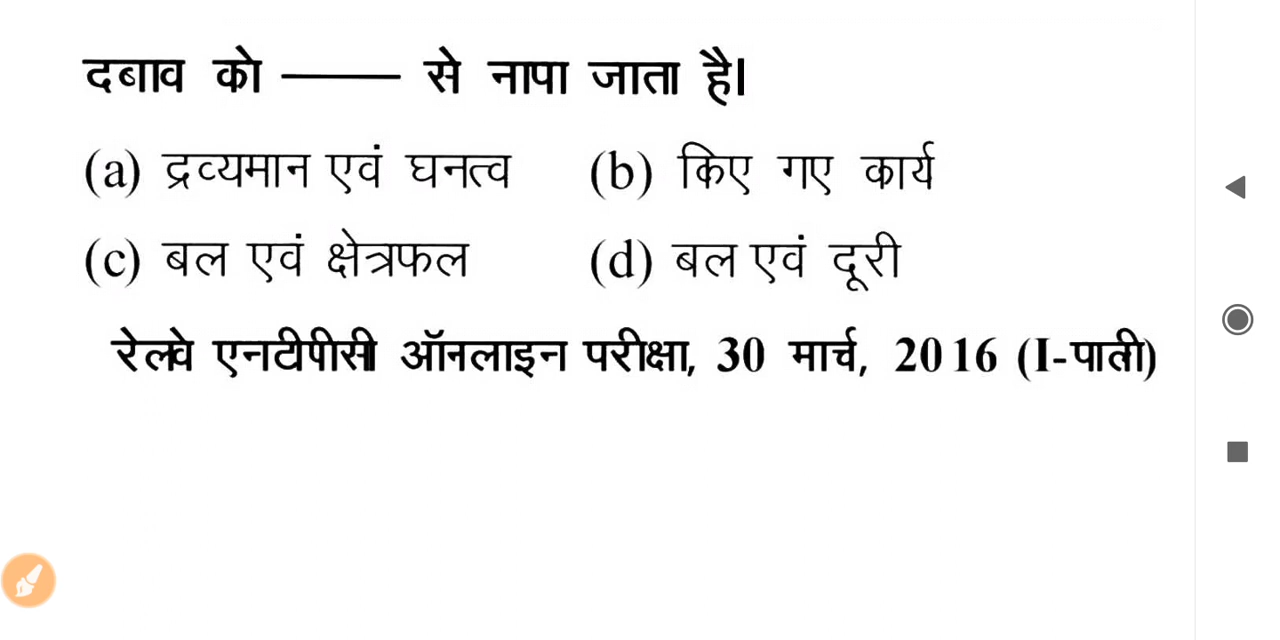 दबाव को —— से नापा जाता है।
(a) द्रव्यमान एवं घनत्व (b) किए गए कार्य
(c) बल एवं क्षेत्रफल (d) बल एवं दूरी
रेलवे एनटीपीसी ऑनलाइन परीक्षा, 30 मार्च, 2016 (I-पाली)